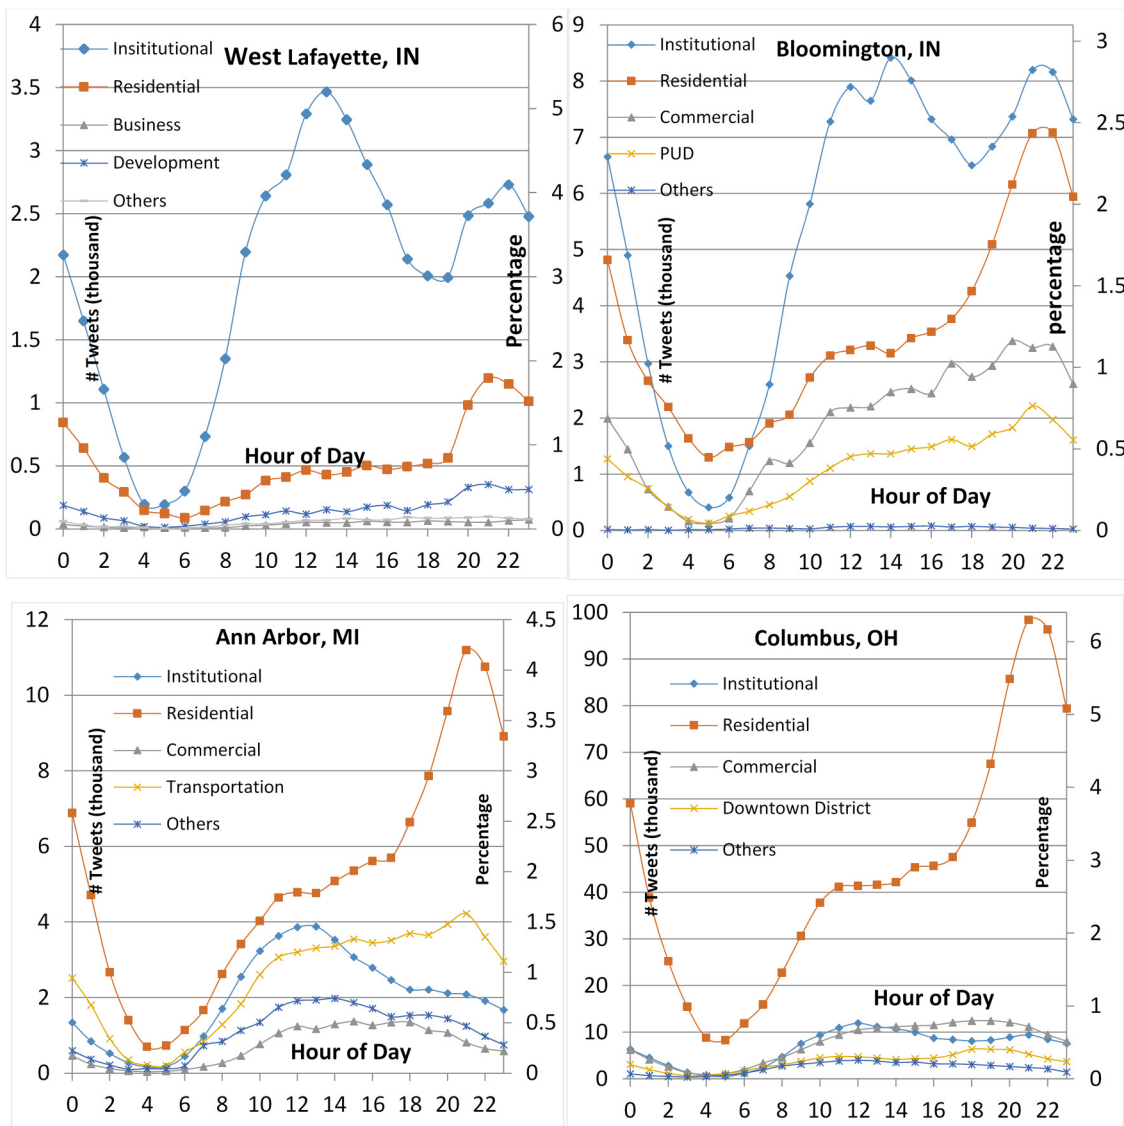 West Lafayette, IN
Insititutional
Residential
Business
Development
Others
# Tweets (thousand)
Percentage
Hour of Day
4
3.5
3
2.5
2
1.5
1
0.5
0
6
5
4
3
2
1
0
0 2 4 6 8 10 12 14 16 18 20 22
Bloomington, IN
Institutional
Residential
Commercial
PUD
Others
# Tweets (thousand)
percentage
Hour of Day
9
8
7
6
5
4
3
2
1
0
3
2.5
2
1.5
1
0.5
0
0 2 4 6 8 10 12 14 16 18 20 22
Ann Arbor, MI
Institutional
Residential
Commercial
Transportation
Others
# Tweets (thousand)
Percentage
Hour of Day
12
10
8
6
4
2
0
4.5
4
3.5
3
2.5
2
1.5
1
0.5
0
0 2 4 6 8 10 12 14 16 18 20 22
Columbus, OH
Institutional
Residential
Commercial
Downtown District
Others
# Tweets (thousand)
Percentage
Hour of Day
100
90
80
70
60
50
40
30
20
10
0
6
5
4
3
2
1
0
0 2 4 6 8 10 12 14 16 18 20 22